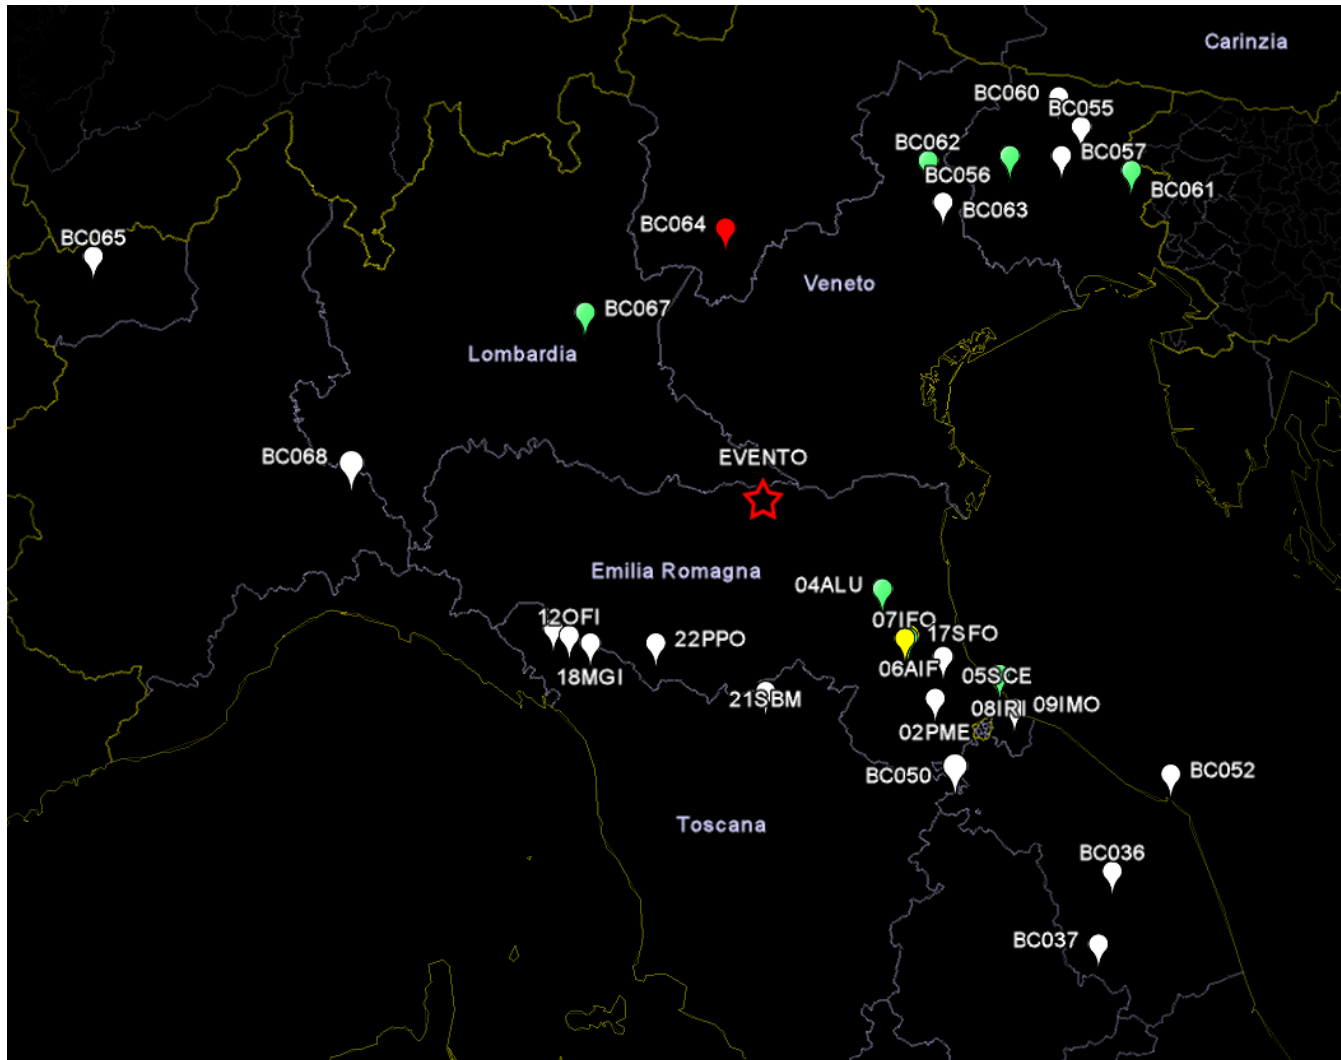 Carinzia
BC060
BC055
BC062
BC057
BC056
BC061
BC063
BC064
BC065
Veneto
BC067
Lombardia
BC068
EVENTO
Emilia Romagna
04ALU
12OFI
07IFO
17SFO
22PPO
06AIF
18MGI
05SCE
21SBM
08IRI
09IMO
02PME
BC050
BC052
Toscana
BC036
BC037